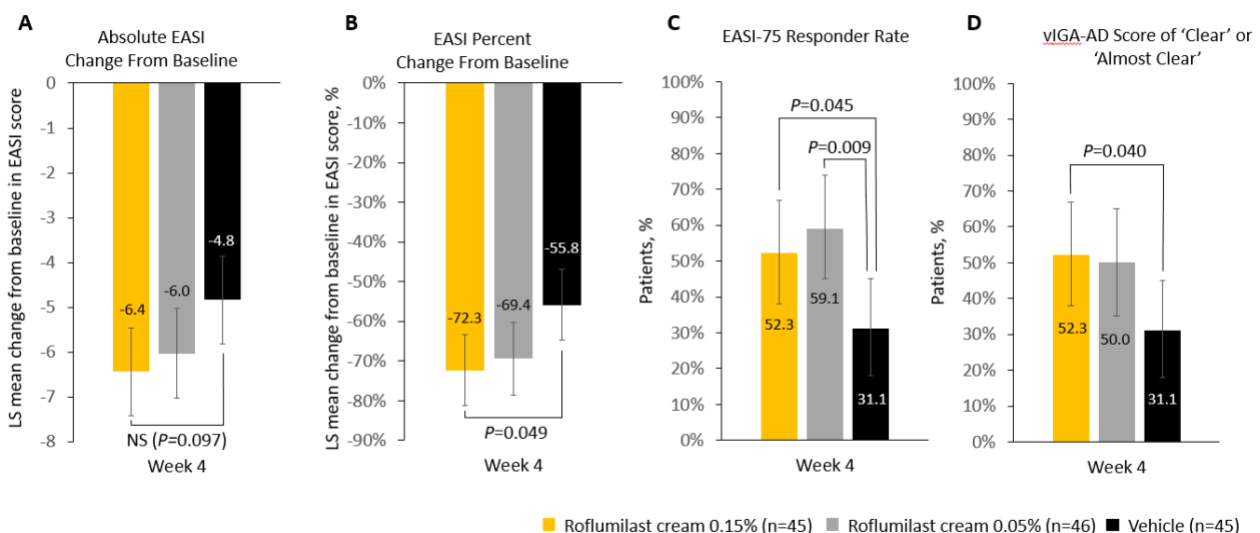 A
Absolute EASI
Change From Baseline
LS mean change from baseline in EASI score
0
-1
-2
-3
-4
-5
-6
-7
-8
-6.4
-6.0
-4.8
NS (P=0.097)
Week 4
B
EASI Percent
Change From Baseline
LS mean change from baseline in EASI score, %
0%
-10%
-20%
-30%
-40%
-50%
-60%
-70%
-80%
-90%
-72.3
-69.4
-55.8
P=0.049
Week 4
C
EASI-75 Responder Rate
Patients, %
100%
90%
80%
70%
60%
50%
40%
30%
20%
10%
0%
P=0.045
P=0.009
52.3
59.1
31.1
Week 4
D
vIGA-AD Score of ‘Clear’ or
‘Almost Clear’
Patients, %
100%
90%
80%
70%
60%
50%
40%
30%
20%
10%
0%
P=0.040
52.3
50.0
31.1
Week 4
Roflumilast cream 0.15% (n=45) Roflumilast cream 0.05% (n=46) Vehicle (n=45)